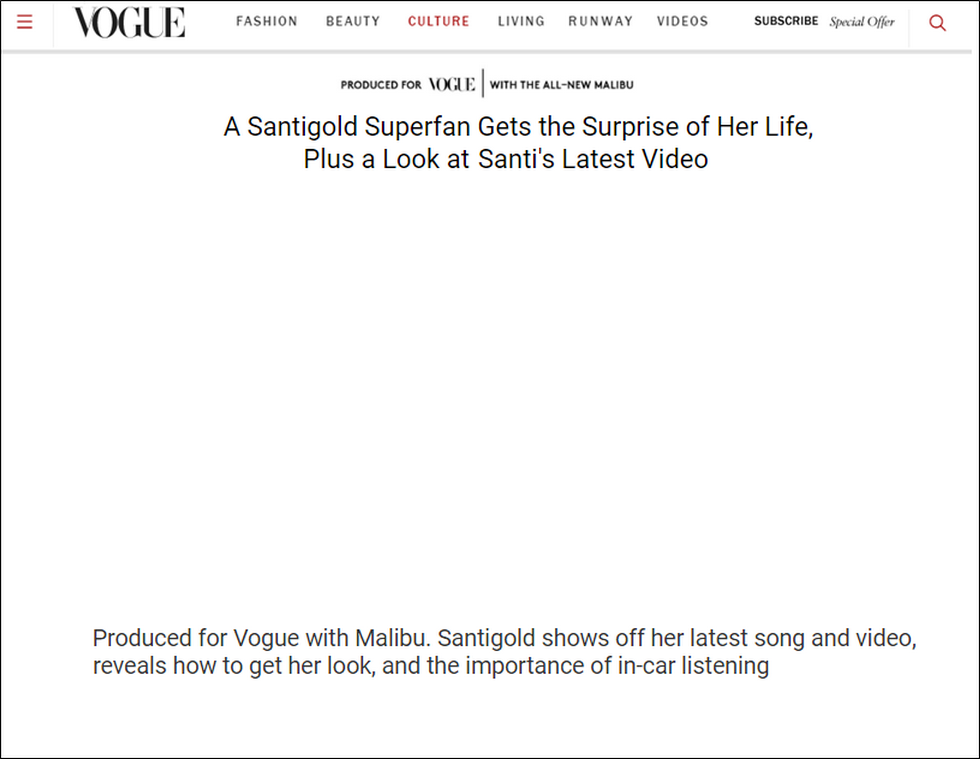 VOGUE FASHION BEAUTY CULTURE LIVING RUNWAY VIDEOS SUBSCRIBE Special Offer
PRODUCED FOR VOGUE WITH THE ALL-NEW MALIBU
A Santigold Superfan Gets the Surprise of Her Life,
Plus a Look at Santi's Latest Video
Produced for Vogue with Malibu. Santigold shows off her latest song and video,
reveals how to get her look, and the importance of in-car listening